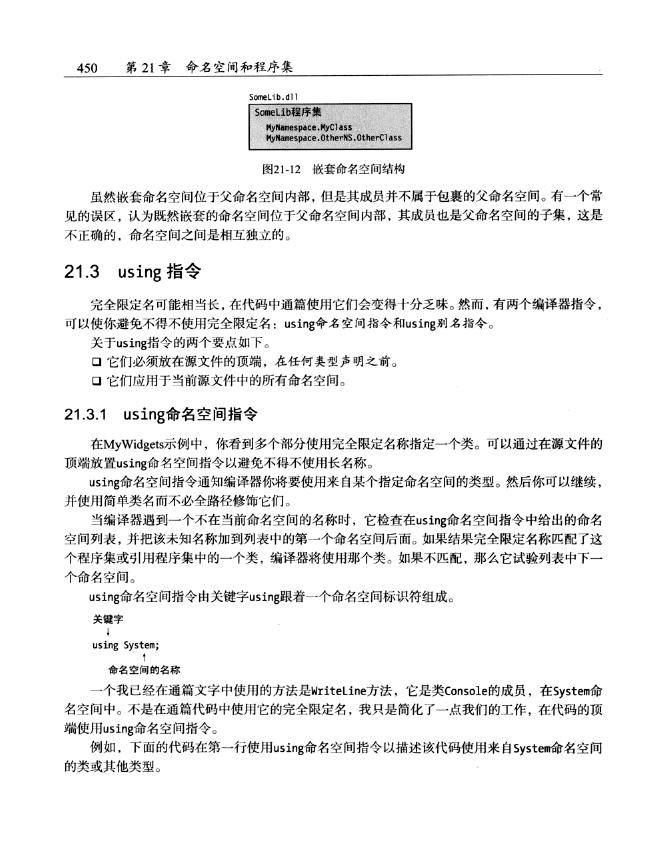 450 第 21 章 命名空间和程序集
SomeLib.dll
SomeLib程序集
MyNamespace.MyClass
MyNamespace.OtherNS.OtherClass
图21-12 嵌套命名空间结构
虽然嵌套命名空间位于父命名空间内部，但是其成员并不属于包裹的父命名空间。有一个常
见的误区，认为既然嵌套的命名空间位于父命名空间内部，其成员也是父命名空间的子集，这是
不正确的，命名空间之间是相互独立的。
21.3 using 指令
完全限定名可能相当长，在代码中通篇使用它们会变得十分乏味。然而，有两个编译器指令，
可以使你避免不得不使用完全限定名：using命名空间指令和using别名指令。
关于using指令的两个要点如下。
❑ 它们必须放在源文件的顶端，在任何类型声明之前。
❑ 它们应用于当前源文件中的所有命名空间。
21.3.1 using命名空间指令
在MyWidgets示例中，你看到多个部分使用完全限定名称指定一个类。可以通过在源文件的
顶端放置using命名空间指令以避免不得不使用长名称。
using命名空间指令通知编译器你将要使用来自某个指定命名空间的类型。然后你可以继续，
并使用简单类名而不必全路径修饰它们。
当编译器遇到一个不在当前命名空间的名称时，它检查在using命名空间指令中给出的命名
空间列表，并把该未知名称加到列表中的第一个命名空间后面。如果结果完全限定名称匹配了这
个程序集或引用程序集中的一个类，编译器将使用那个类。如果不匹配，那么它试验列表中下一
个命名空间。
using命名空间指令由关键字using跟着一个命名空间标识符组成。
关键字
↓
using System;
↑
命名空间的名称
一个我已经在通篇文字中使用的方法是WriteLine方法，它是类Console的成员，在System命
名空间中。不是在通篇代码中使用它的完全限定名，我只是简化了一点我们的工作，在代码的顶
端使用using命名空间指令。
例如，下面的代码在第一行使用using命名空间指令以描述该代码使用来自System命名空间
的类或其他类型。